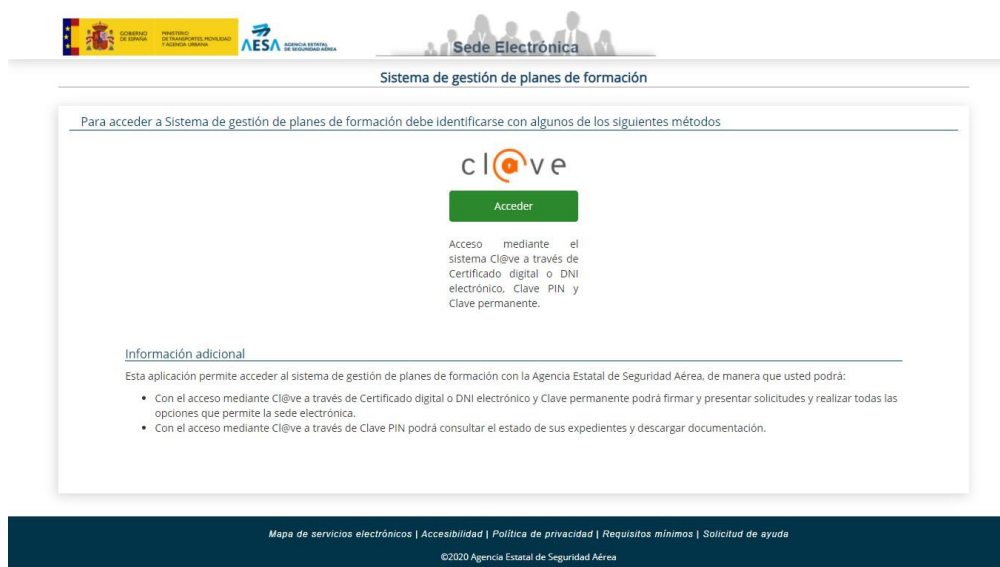 GOBIERNO
DE ESPAÑA
MINISTERIO
DE TRANSPORTES, MOVILIDAD
Y AGENDA URBANA
AESA AGENCIA ESTATAL
DE SEGURIDAD AÉREA
Sede Electrónica
Sistema de gestión de planes de formación
Para acceder a Sistema de gestión de planes de formación debe identificarse con algunos de los siguientes métodos
cl@ve
Acceder
Acceso mediante el
sistema Cl@ve a través de
Certificado digital o DNI
electrónico, Clave PIN y
Clave permanente.
Información adicional
Esta aplicación permite acceder al sistema de gestión de planes de formación con la Agencia Estatal de Seguridad Aérea, de manera que usted podrá:
• Con el acceso mediante Cl@ve a través de Certificado digital o DNI electrónico y Clave permanente podrá firmar y presentar solicitudes y realizar todas las
opciones que permite la sede electrónica.
• Con el acceso mediante Cl@ve a través de Clave PIN podrá consultar el estado de sus expedientes y descargar documentación.
Mapa de servicios electrónicos | Accesibilidad | Política de privacidad | Requisitos mínimos | Solicitud de ayuda
©2020 Agencia Estatal de Seguridad Aérea